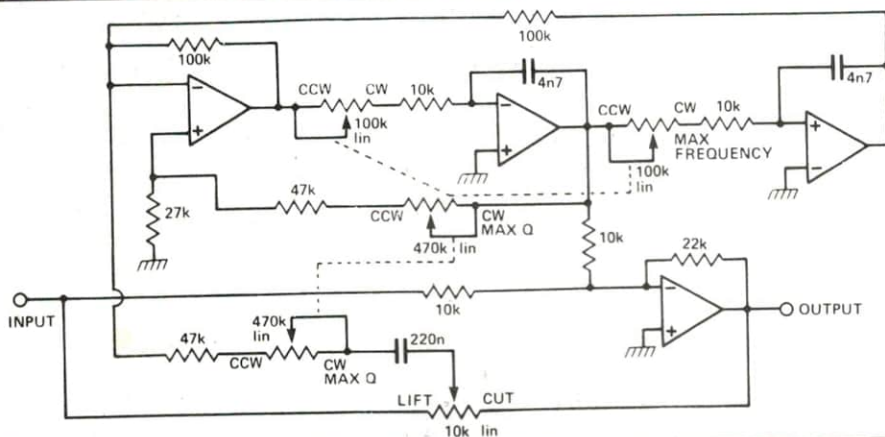 100k
100k
4n7
4n7
CCW CW 10k
100k
lin
CCW CW 10k
MAX
FREQUENCY
100k
lin
−
+
−
+
+
−
27k
47k
CCW
CW
MAX Q
470k lin
10k
22k
−
+
INPUT
10k
OUTPUT
470k
lin
47k
CCW
CW
MAX Q
220n
LIFT CUT
10k lin